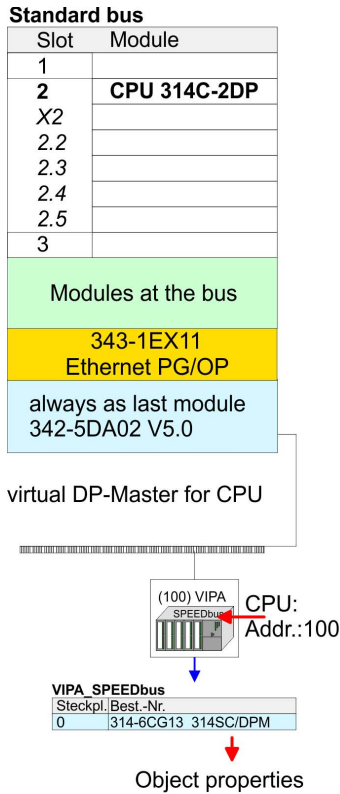 Standard bus
Slot Module
1
2 CPU 314C-2DP
X2
2.2
2.3
2.4
2.5
3
Modules at the bus
343-1EX11
Ethernet PG/OP
always as last module
342-5DA02 V5.0
virtual DP-Master for CPU
(100) VIPA
SPEEDbus
CPU:
Addr.:100
VIPA_SPEEDbus
Steckpl. Best.-Nr.
0 314-6CG13 314SC/DPM
Object properties